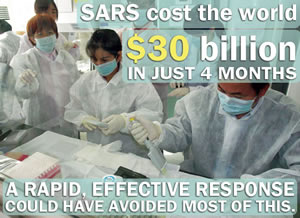 SARS cost the world
$30 billion
IN JUST 4 MONTHS
A RAPID, EFFECTIVE RESPONSE
COULD HAVE AVOIDED MOST OF THIS.